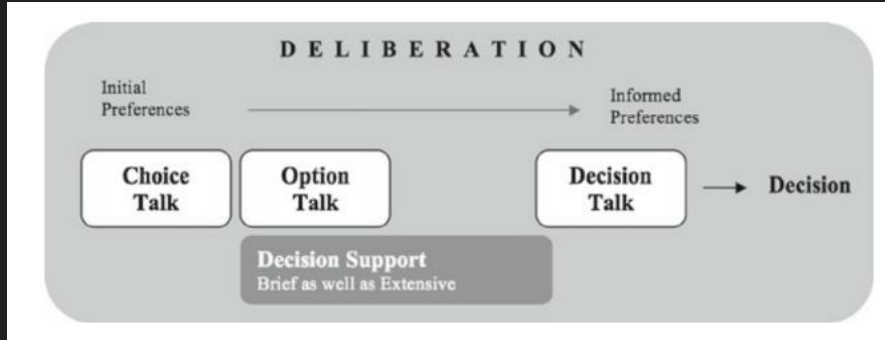 DELIBERATION
Initial
Preferences
Informed
Preferences
Choice
Talk
Option
Talk
Decision
Talk
Decision
Decision Support
Brief as well as Extensive